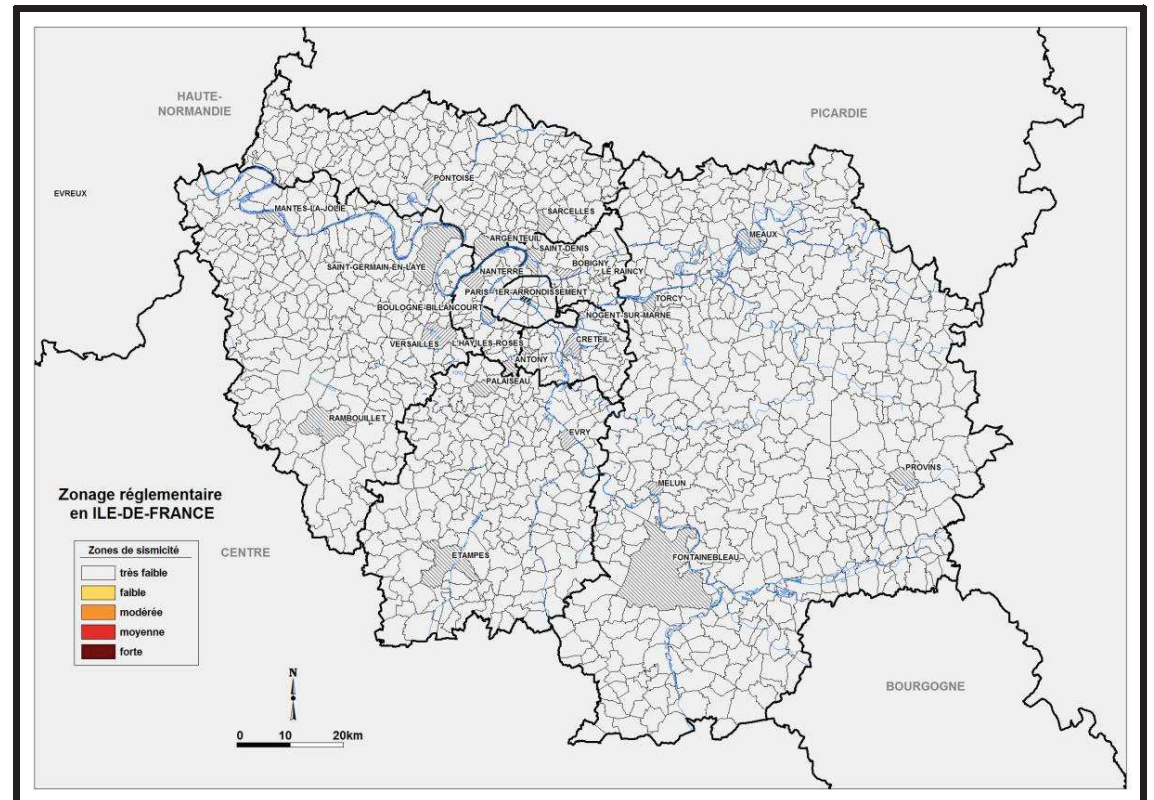 HAUTE-
NORMANDIE
PICARDIE
EVREUX
PONTOISE
MANTES-LA-JOLIE
SARCELLES
MEAUX
ARGENTEUIL
SAINT-DENIS
BOBIGNY
SAINT-GERMAIN-EN-LAYE
NANTERRE
LE RAINCY
PARIS-1ER-ARRONDISSEMENT
TORCY
BOULOGNE-BILLANCOURT
NOGENT-SUR-MARNE
VERSAILLES
L'HAY-LES-ROSES
CRETEIL
ANTONY
PALAISEAU
RAMBOUILLET
EVRY
PROVINS
MELUN
Zonage réglementaire
en ILE-DE-FRANCE
CENTRE
ETAMPES
FONTAINEBLEAU
Zones de sismicité
très faible
faible
modérée
moyenne
forte
N
BOURGOGNE
0 10 20km